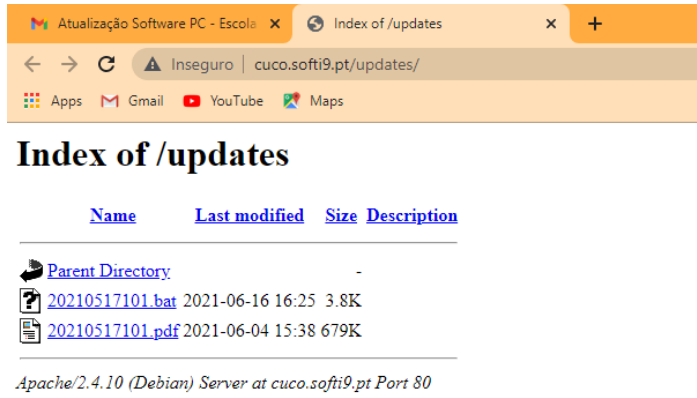 Atualização Software PC - Escola
Index of /updates
Inseguro | cuco.softi9.pt/updates/
Apps Gmail YouTube Maps
Index of /updates
Name Last modified Size Description
Parent Directory -
20210517101.bat 2021-06-16 16:25 3.8K
20210517101.pdf 2021-06-04 15:38 679K
Apache/2.4.10 (Debian) Server at cuco.softi9.pt Port 80